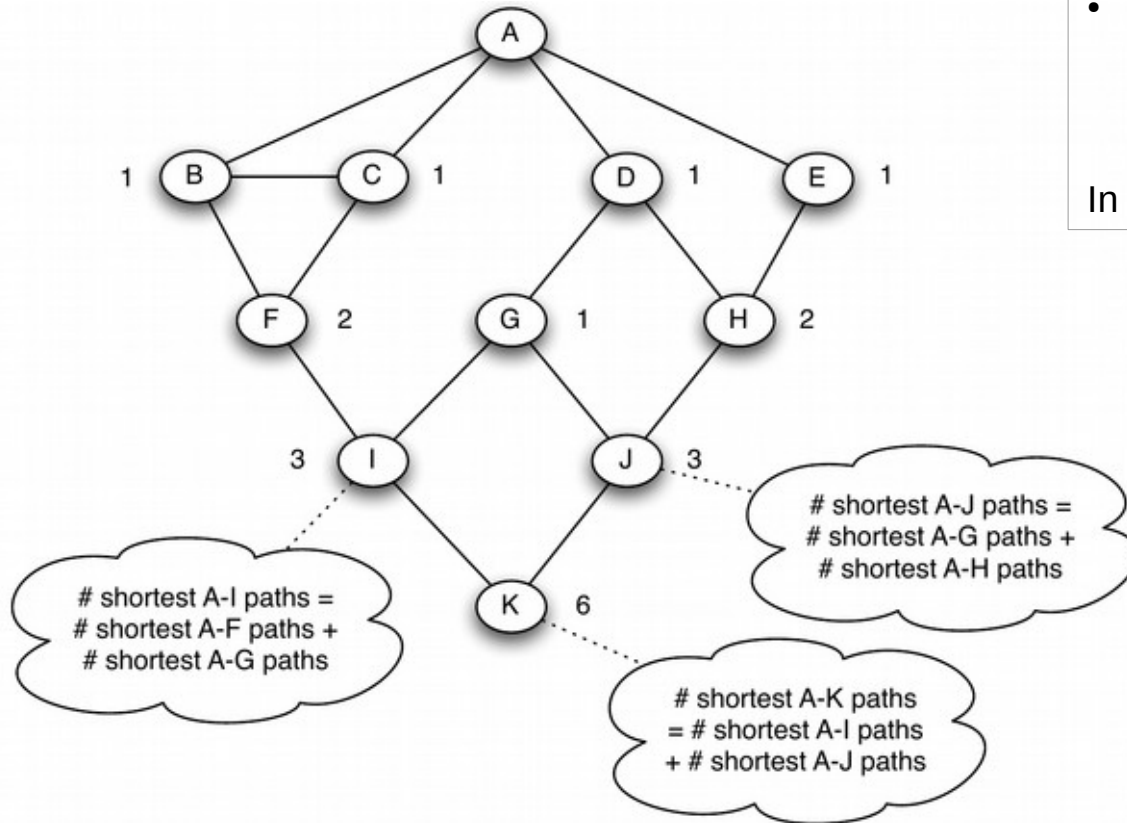 •
In
A
1 B C 1 D 1 E 1
F 2 G 1 H 2
3 I J 3
# shortest A-J paths =
# shortest A-G paths +
# shortest A-H paths
# shortest A-I paths =
# shortest A-F paths +
# shortest A-G paths
K 6
# shortest A-K paths
= # shortest A-I paths
+ # shortest A-J paths